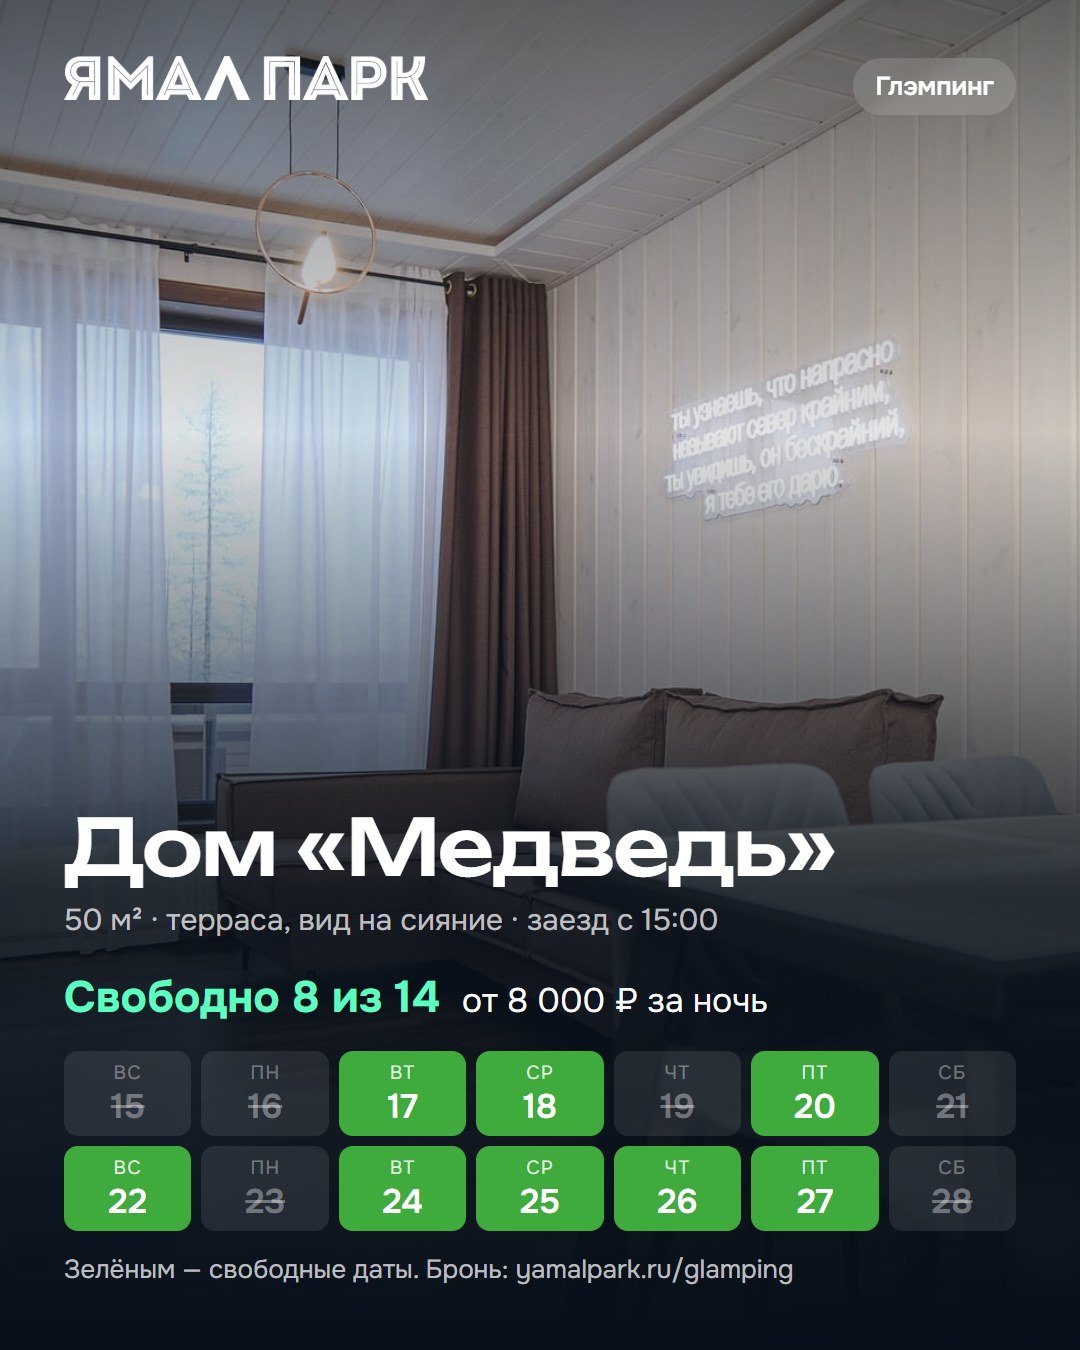 ЯМАЛ ПАРК
Глэмпинг
ты узнаешь, что напрасно
называют север крайним,
ты увидишь, он бескрайний,
я тебе его дарю.
Дом «Медведь»
50 м² · терраса, вид на сияние · заезд с 15:00
Свободно 8 из 14 от 8 000 ₽ за ночь
ВС ПН ВТ СР ЧТ ПТ СБ
15 16 17 18 19 20 21
ВС ПН ВТ СР ЧТ ПТ СБ
22 23 24 25 26 27 28
Зелёным — свободные даты. Бронь: yamalpark.ru/glamping